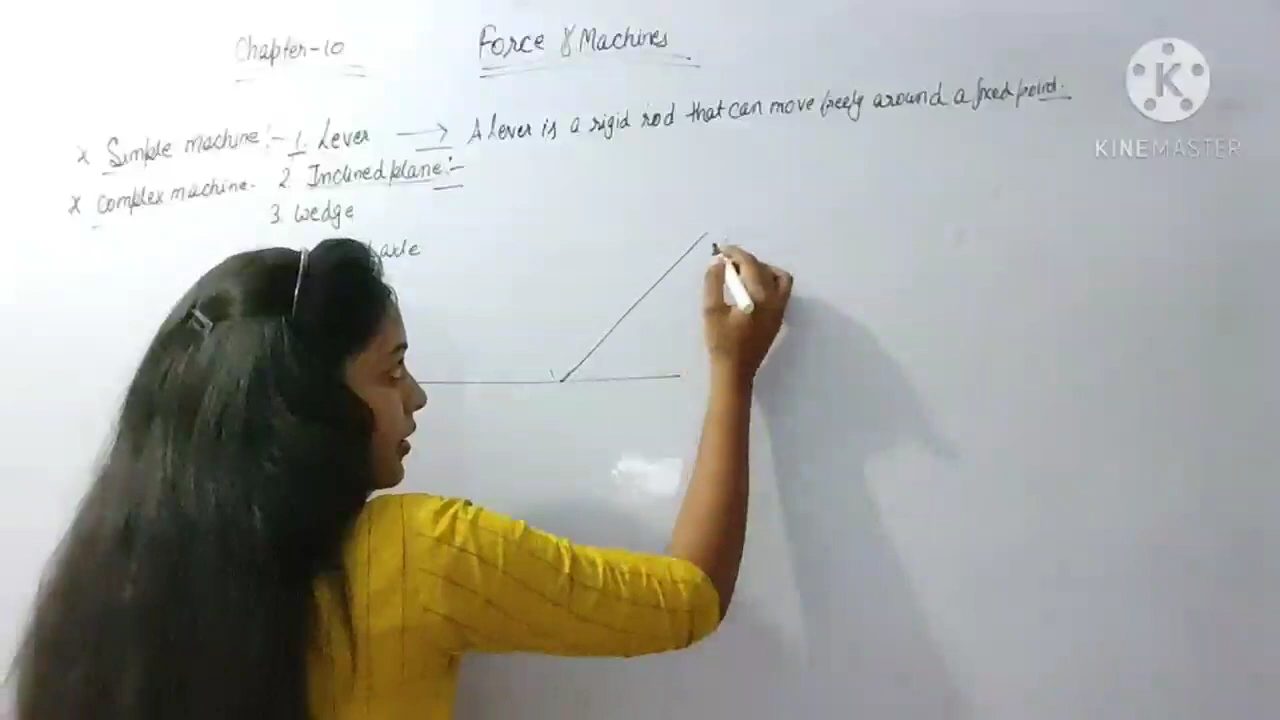 Chapter-10 Force & Machines
x Simple machine:- 1. Lever → A Lever is a rigid rod that can move freely around a fixed point.
x Complex machine. 2. Inclined plane:-
3. Wedge
axle
K
KINEMASTER